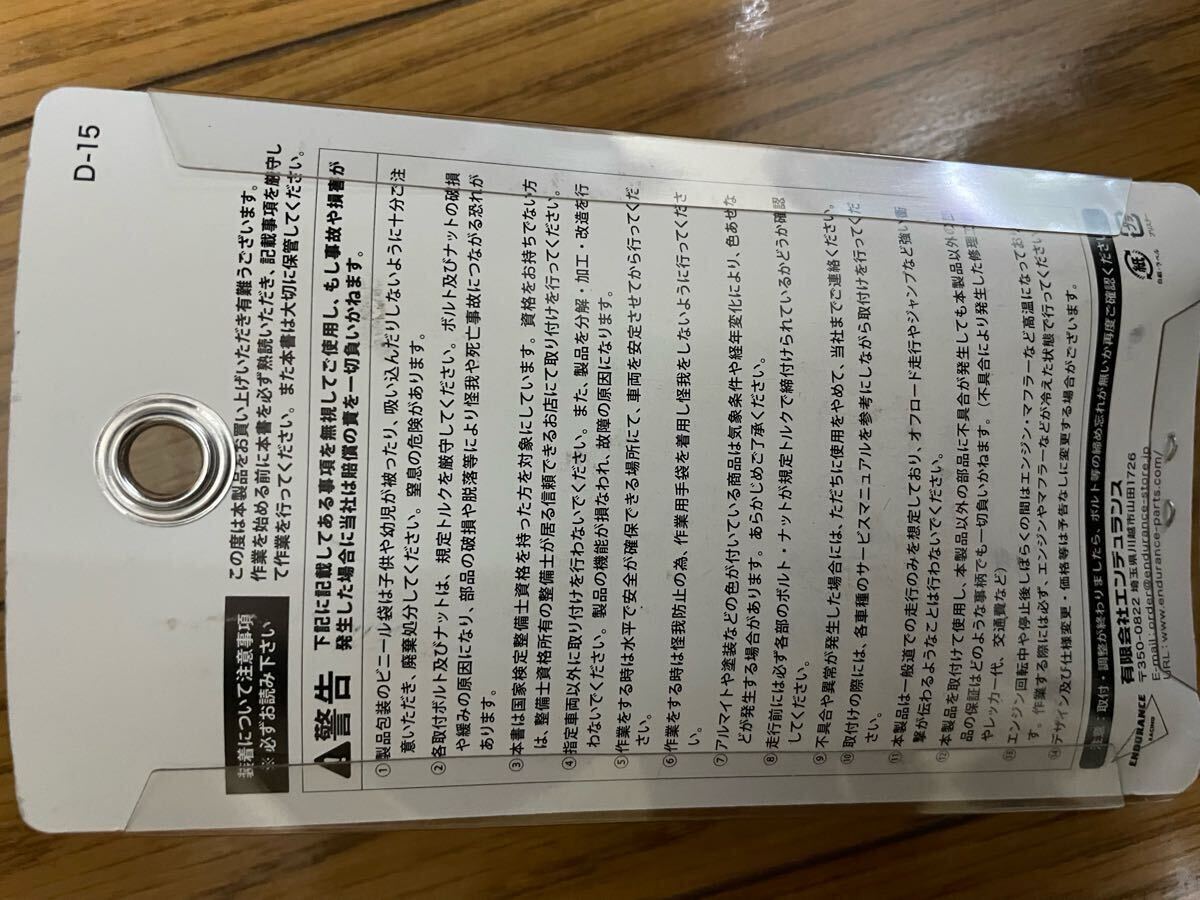 D-15
装着について注意事項
※ 必ずお読み下さい
この度は本製品をお買い上げいただき有難うございます。
作業を始める前に本書を必ず熟読いただき、記載事項を厳守し
て作業を行ってください。また本書は大切に保管してください。
警告
下記に記載してある事項を無視してご使用し、もし事故や損害が
発生した場合に当社は賠償の責を一切負いかねます。
①製品包装のビニール袋は子供や幼児が被ったり、吸い込んだりしないように十分ご注
意いただき、廃棄処分してください。窒息の危険があります。
②各取付ボルト及びナットは、規定トルクを厳守してください。ボルト及びナットの破損
や緩みの原因になり、部品の破損や脱落等により怪我や死亡事故につながる恐れが
あります。
③本書は国家検定整備士資格を持った方を対象にしています。資格をお持ちでない方
は、整備士資格所有の整備士が居る信頼できるお店にて取り付けを行ってください。
④指定車両以外に取り付けを行わないでください。また、製品を分解・加工・改造を行
わないでください。製品の機能が損なわれ、故障の原因になります。
⑤作業をする時は水平で安全が確保できる場所にて、車両を安定させてから行ってくだ
さい。
⑥作業をする時は怪我防止の為、作業用手袋を着用し怪我をしないように行ってくださ
い。
⑦アルマイトや塗装などの色が付いている商品は気象条件や経年変化により、色あせな
どが発生する場合があります。あらかじめご了承ください。
⑧走行前には必ず各部のボルト・ナットが規定トルクで締付けられているかどうか確認
してください。
⑨不具合や異常が発生した場合には、ただちに使用をやめて、当社までご連絡ください。
⑩取付けの際には、各車種のサービスマニュアルを参考にしながら取付けを行ってくだ
さい。
⑪本製品は一般道での走行のみを想定しており、オフロード走行やジャンプなど強い衝
撃が伝わるようなことは行わないでください。
⑫本製品を取付けて使用し、本製品以外の部品に不具合が発生しても本製品以外の
品の保証はどのような事柄でも一切負いかねます。(不具合により発生した修理
やレッカー代、交通費など)
⑬エンジン回転中や停止後しばらくの間はエンジン・マフラーなど高温になってお
す。作業する際には必ず、エンジンやマフラーなどが冷えた状態で行ってください
⑭デザイン及び仕様変更・価格等は予告なしに変更する場合がございます。
注意：取付・調整が終わりましたら、ボルト等の締め忘れが無いか再度ご確認ください
ENDURANCE
RACING
有限会社エンデュランス
〒350-0822 埼玉県川越市山田1726
E-mail:order@endurance-store.jp
URL:www.endurance-parts.com/
紙
台紙・ラベル